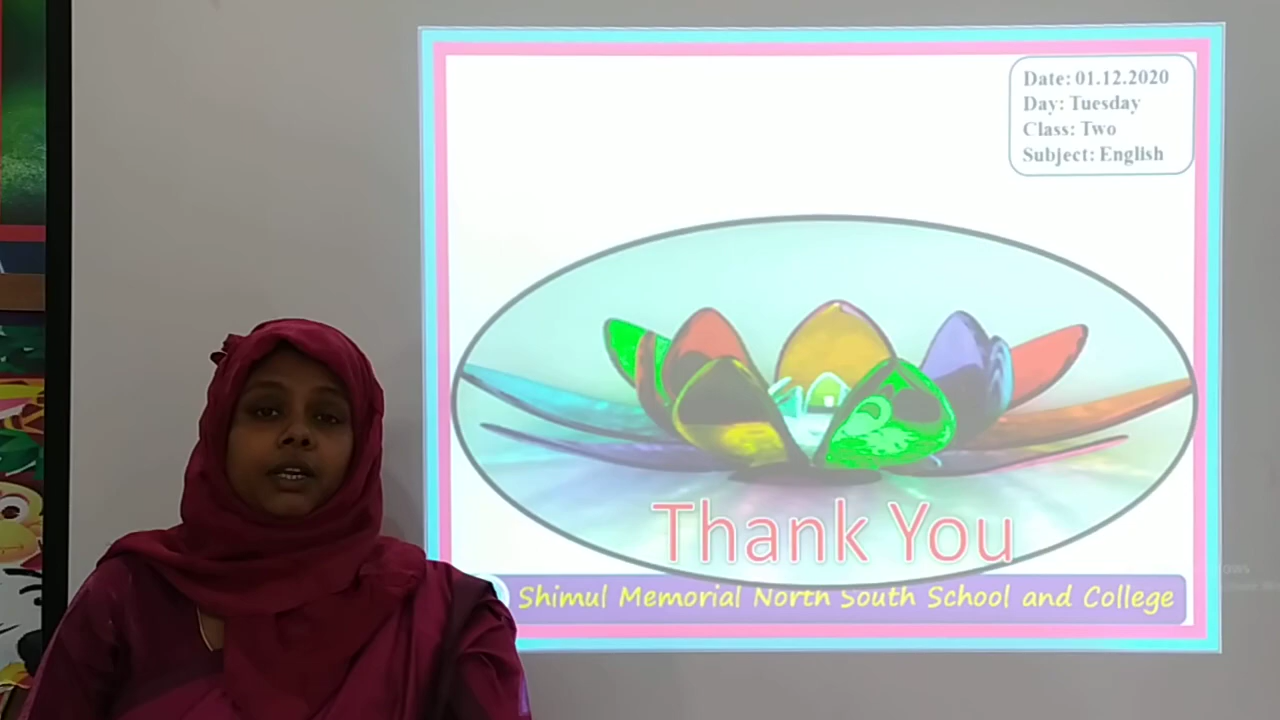 Date: 01.12.2020
Day: Tuesday
Class: Two
Subject: English
Thank You
Shimul Memorial North South School and College